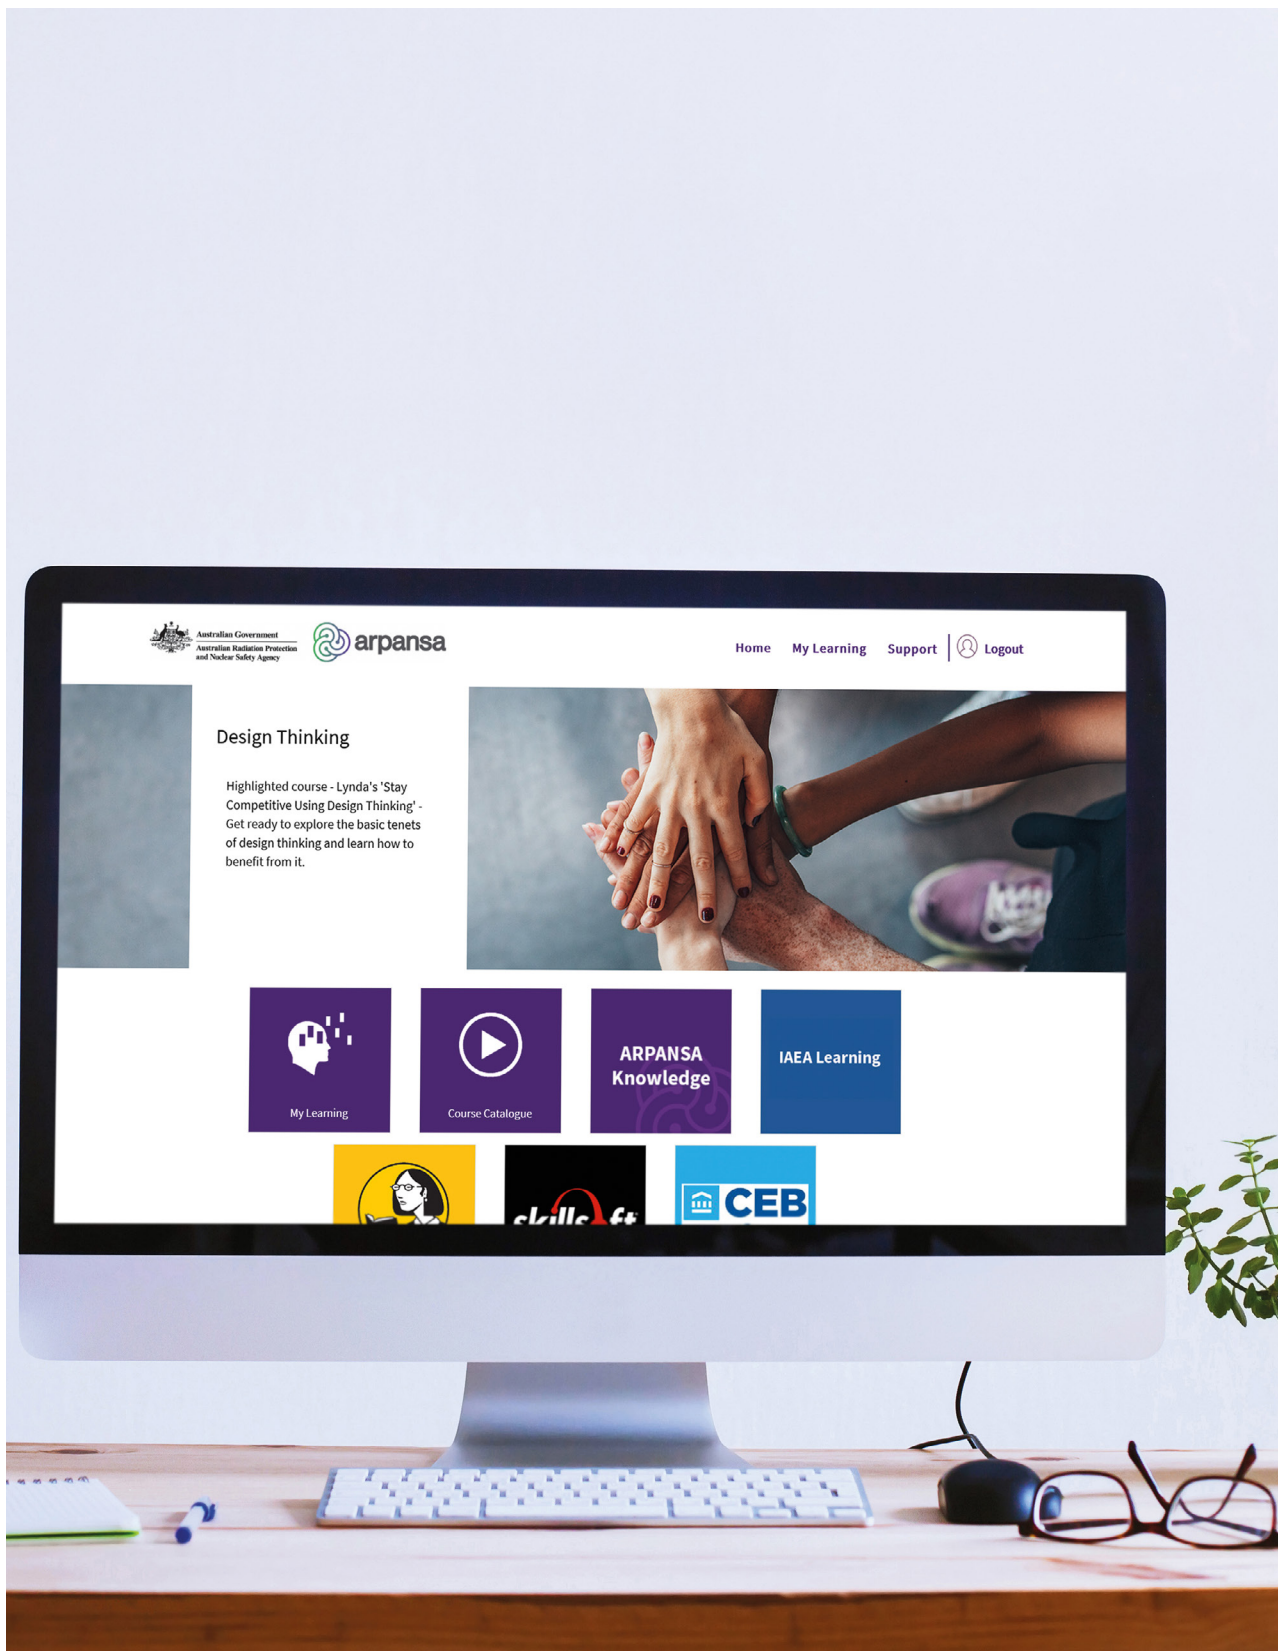 Australian Government
Australian Radiation Protection
and Nuclear Safety Agency
arpansa
Home My Learning Support Logout
Design Thinking
Highlighted course - Lynda's 'Stay
Competitive Using Design Thinking' -
Get ready to explore the basic tenets
of design thinking and learn how to
benefit from it.
My Learning
Course Catalogue
ARPANSA
Knowledge
IAEA Learning
skillsoft
CEB